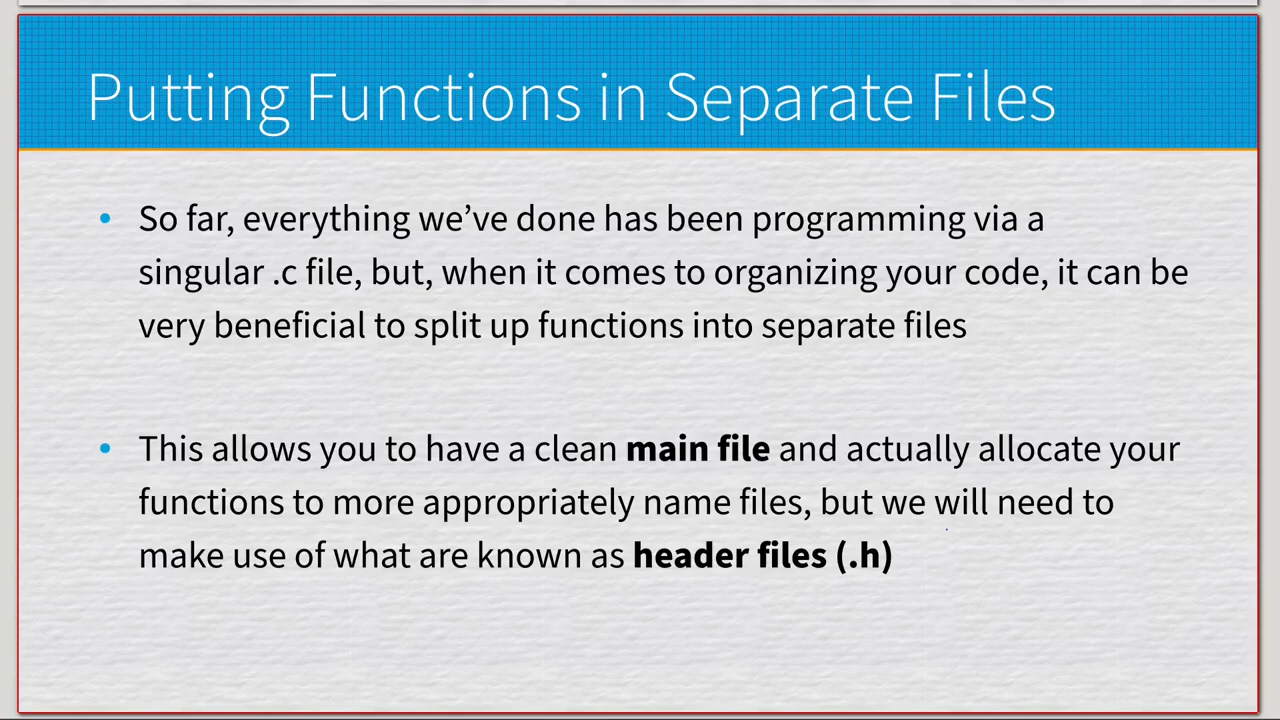 Putting Functions in Separate Files
• So far, everything we’ve done has been programming via a
singular .c file, but, when it comes to organizing your code, it can be
very beneficial to split up functions into separate files
• This allows you to have a clean main file and actually allocate your
functions to more appropriately name files, but we will need to
make use of what are known as header files (.h)